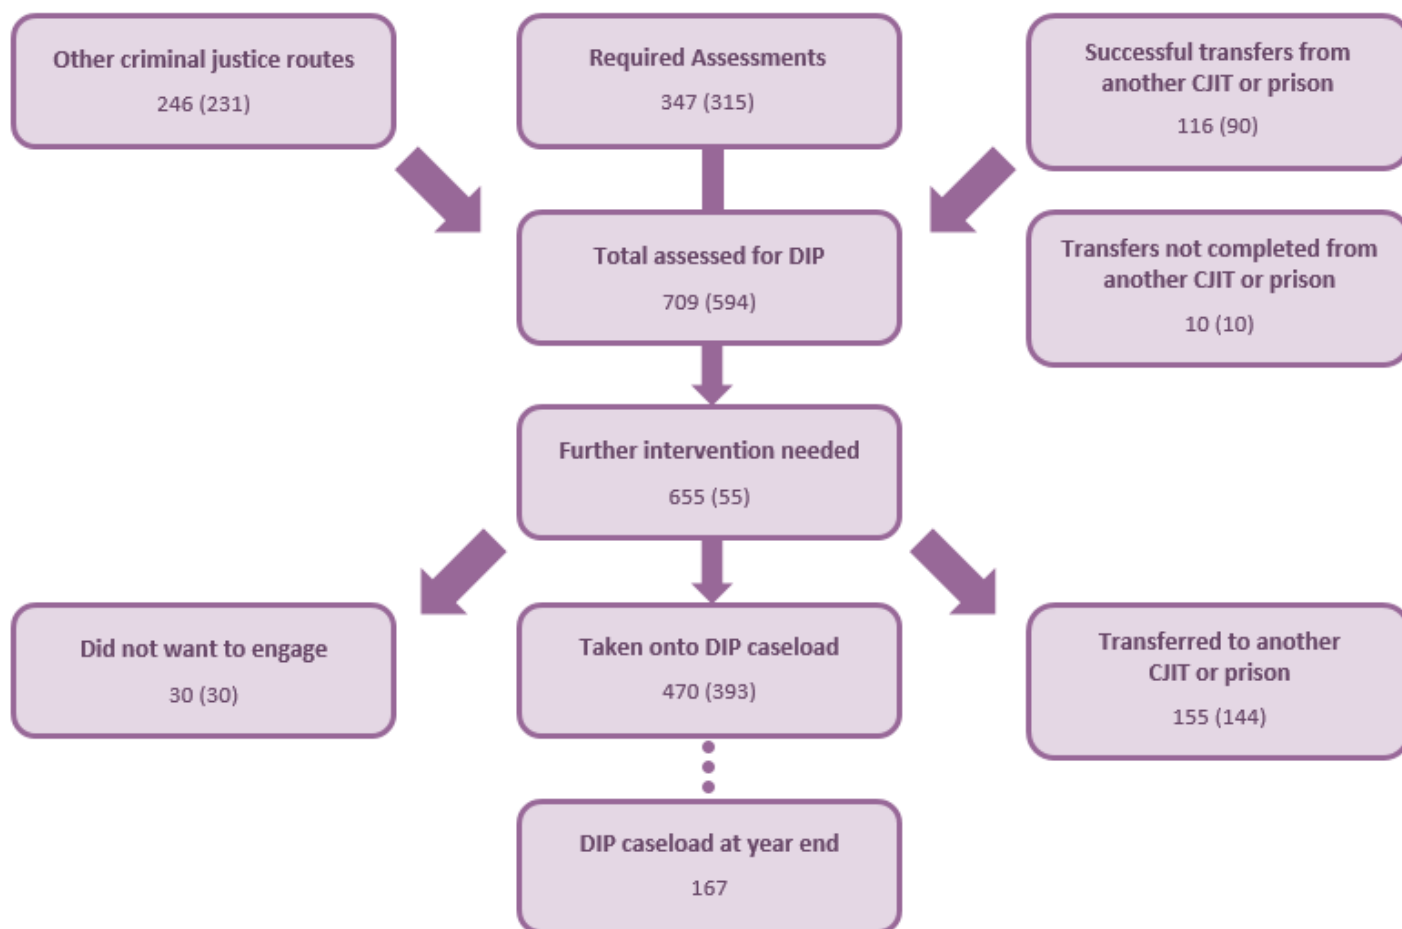 Other criminal justice routes
246 (231)
Required Assessments
347 (315)
Successful transfers from
another CJIT or prison
116 (90)
Total assessed for DIP
709 (594)
Transfers not completed from
another CJIT or prison
10 (10)
Further intervention needed
655 (55)
Did not want to engage
30 (30)
Taken onto DIP caseload
470 (393)
Transferred to another
CJIT or prison
155 (144)
DIP caseload at year end
167